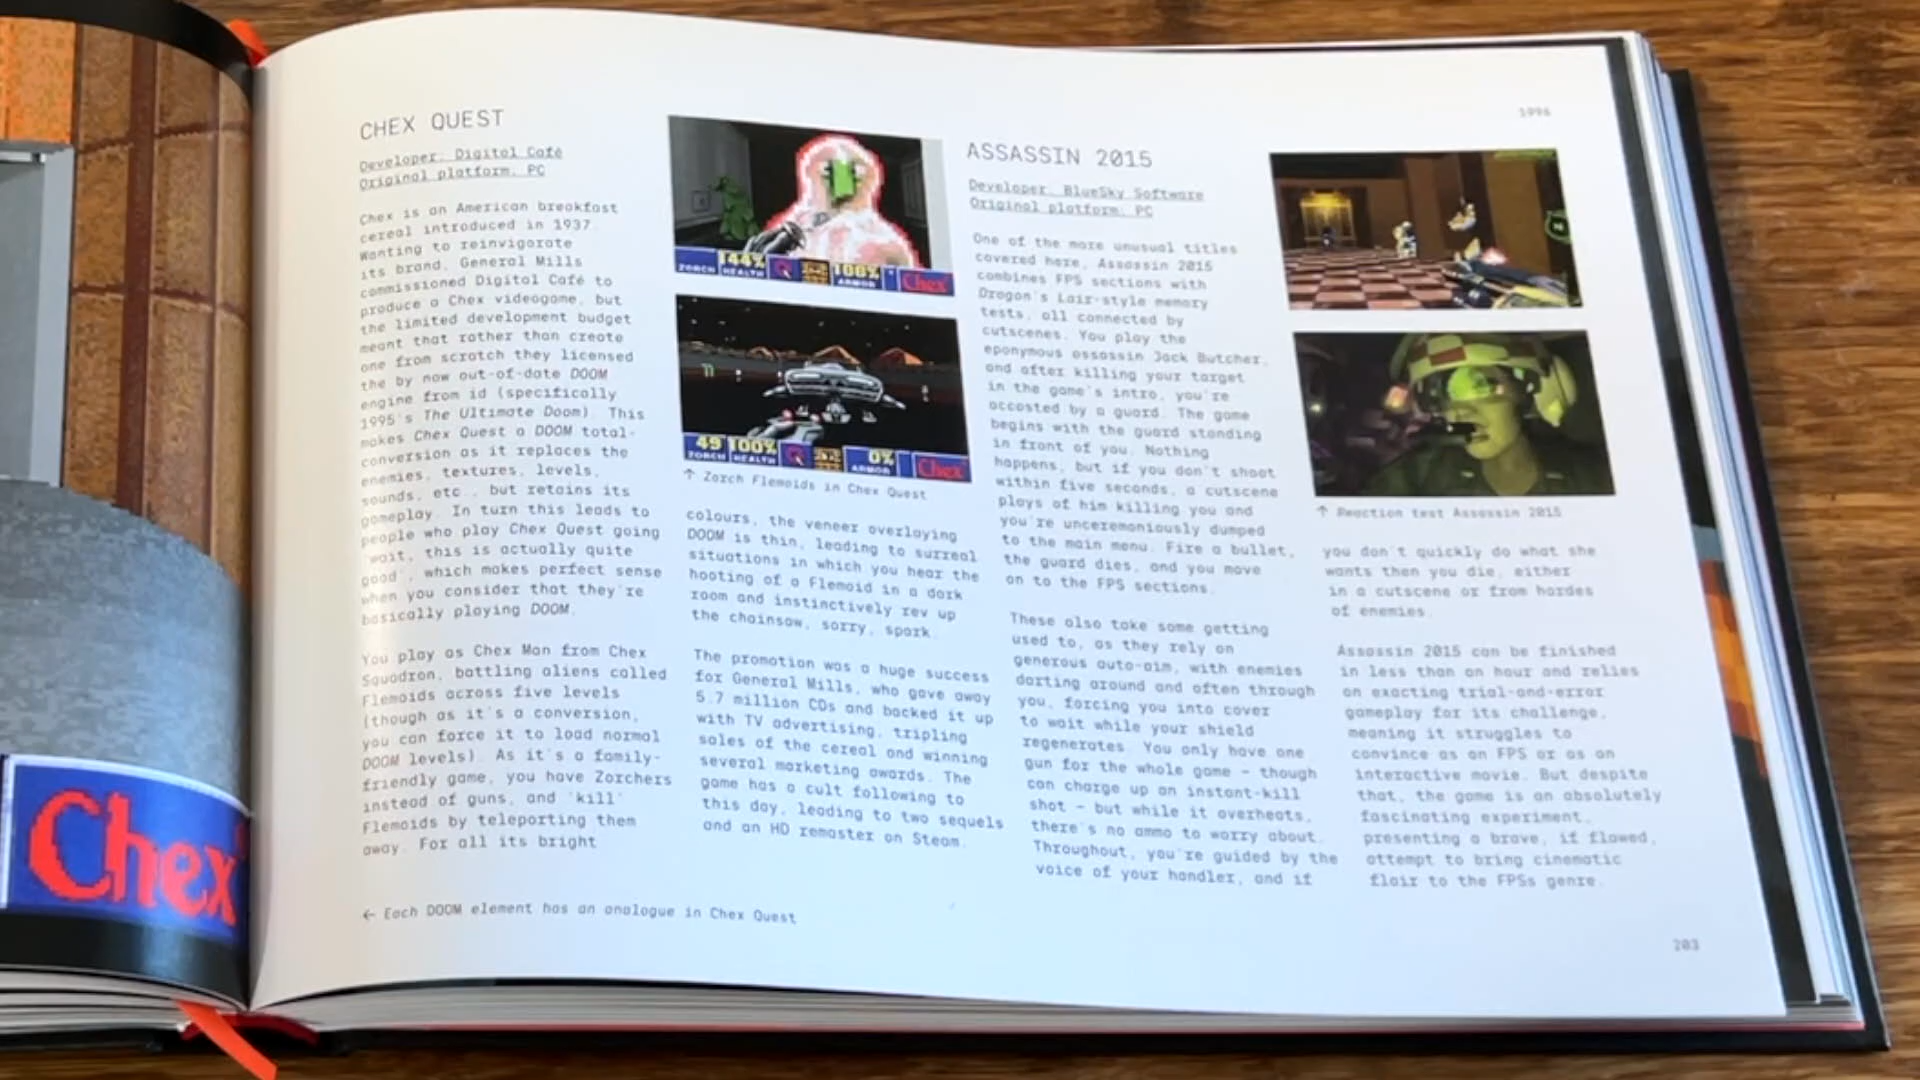 Chex
CHEX QUEST
Developer: Digital Café
Original platform: PC
Chex is an American breakfast
cereal introduced in 1937.
Wanting to reinvigorate
its brand, General Mills
commissioned Digital Café to
produce a Chex videogame, but
the limited development budget
meant that rather than create
one from scratch they licensed
the by now out-of-date DOOM
engine from id (specifically
1995's The Ultimate Doom). This
makes Chex Quest a DOOM total-
conversion as it replaces the
enemies, textures, levels,
sounds, etc., but retains its
gameplay. In turn this leads to
people who play Chex Quest going
'wait, this is actually quite
good', which makes perfect sense
when you consider that they're
basically playing DOOM.
You play as Chex Man from Chex
Squadron, battling aliens called
Flemoids across five levels
(though as it's a conversion,
you can force it to load normal
DOOM levels). As it's a family-
friendly game, you have Zorchers
instead of guns, and 'kill'
Flemoids by teleporting them
away. For all its bright
← Each DOOM element has an analogue in Chex Quest
144% 100%
ZORCH HEALTH ARMOR Chex
49 100% 0%
ZORCH HEALTH ARMOR Chex
↑ Zorch Flemoids in Chex Quest
colours, the veneer overlaying
DOOM is thin, leading to surreal
situations in which you hear the
hooting of a Flemoid in a dark
room and instinctively rev up
the chainsaw, sorry, spork.
The promotion was a huge success
for General Mills, who gave away
5.7 million CDs and backed it up
with TV advertising, tripling
sales of the cereal and winning
several marketing awards. The
game has a cult following to
this day, leading to two sequels
and an HD remaster on Steam.
ASSASSIN 2015
Developer: BlueSky Software
Original platform: PC
One of the more unusual titles
covered here, Assassin 2015
combines FPS sections with
Dragon's Lair-style memory
tests, all connected by
cutscenes. You play the
eponymous assassin Jack Butcher,
and after killing your target
in the game's intro, you're
accosted by a guard. The game
begins with the guard standing
in front of you. Nothing
happens, but if you don't shoot
within five seconds, a cutscene
plays of him killing you and
you're unceremoniously dumped
to the main menu. Fire a bullet,
the guard dies, and you move
on to the FPS sections.
These also take some getting
used to, as they rely on
generous auto-aim, with enemies
darting around and often through
you, forcing you into cover
to wait while your shield
regenerates. You only have one
gun for the whole game – though
can charge up an instant-kill
shot – but while it overheats,
there's no ammo to worry about.
Throughout, you're guided by the
voice of your handler, and if
1996
↑ Reaction test Assassin 2015
you don't quickly do what she
wants then you die, either
in a cutscene or from hordes
of enemies.
Assassin 2015 can be finished
in less than an hour and relies
on exacting trial-and-error
gameplay for its challenge,
meaning it struggles to
convince as an FPS or as an
interactive movie. But despite
that, the game is an absolutely
fascinating experiment,
presenting a brave, if flawed,
attempt to bring cinematic
flair to the FPSs genre.
203